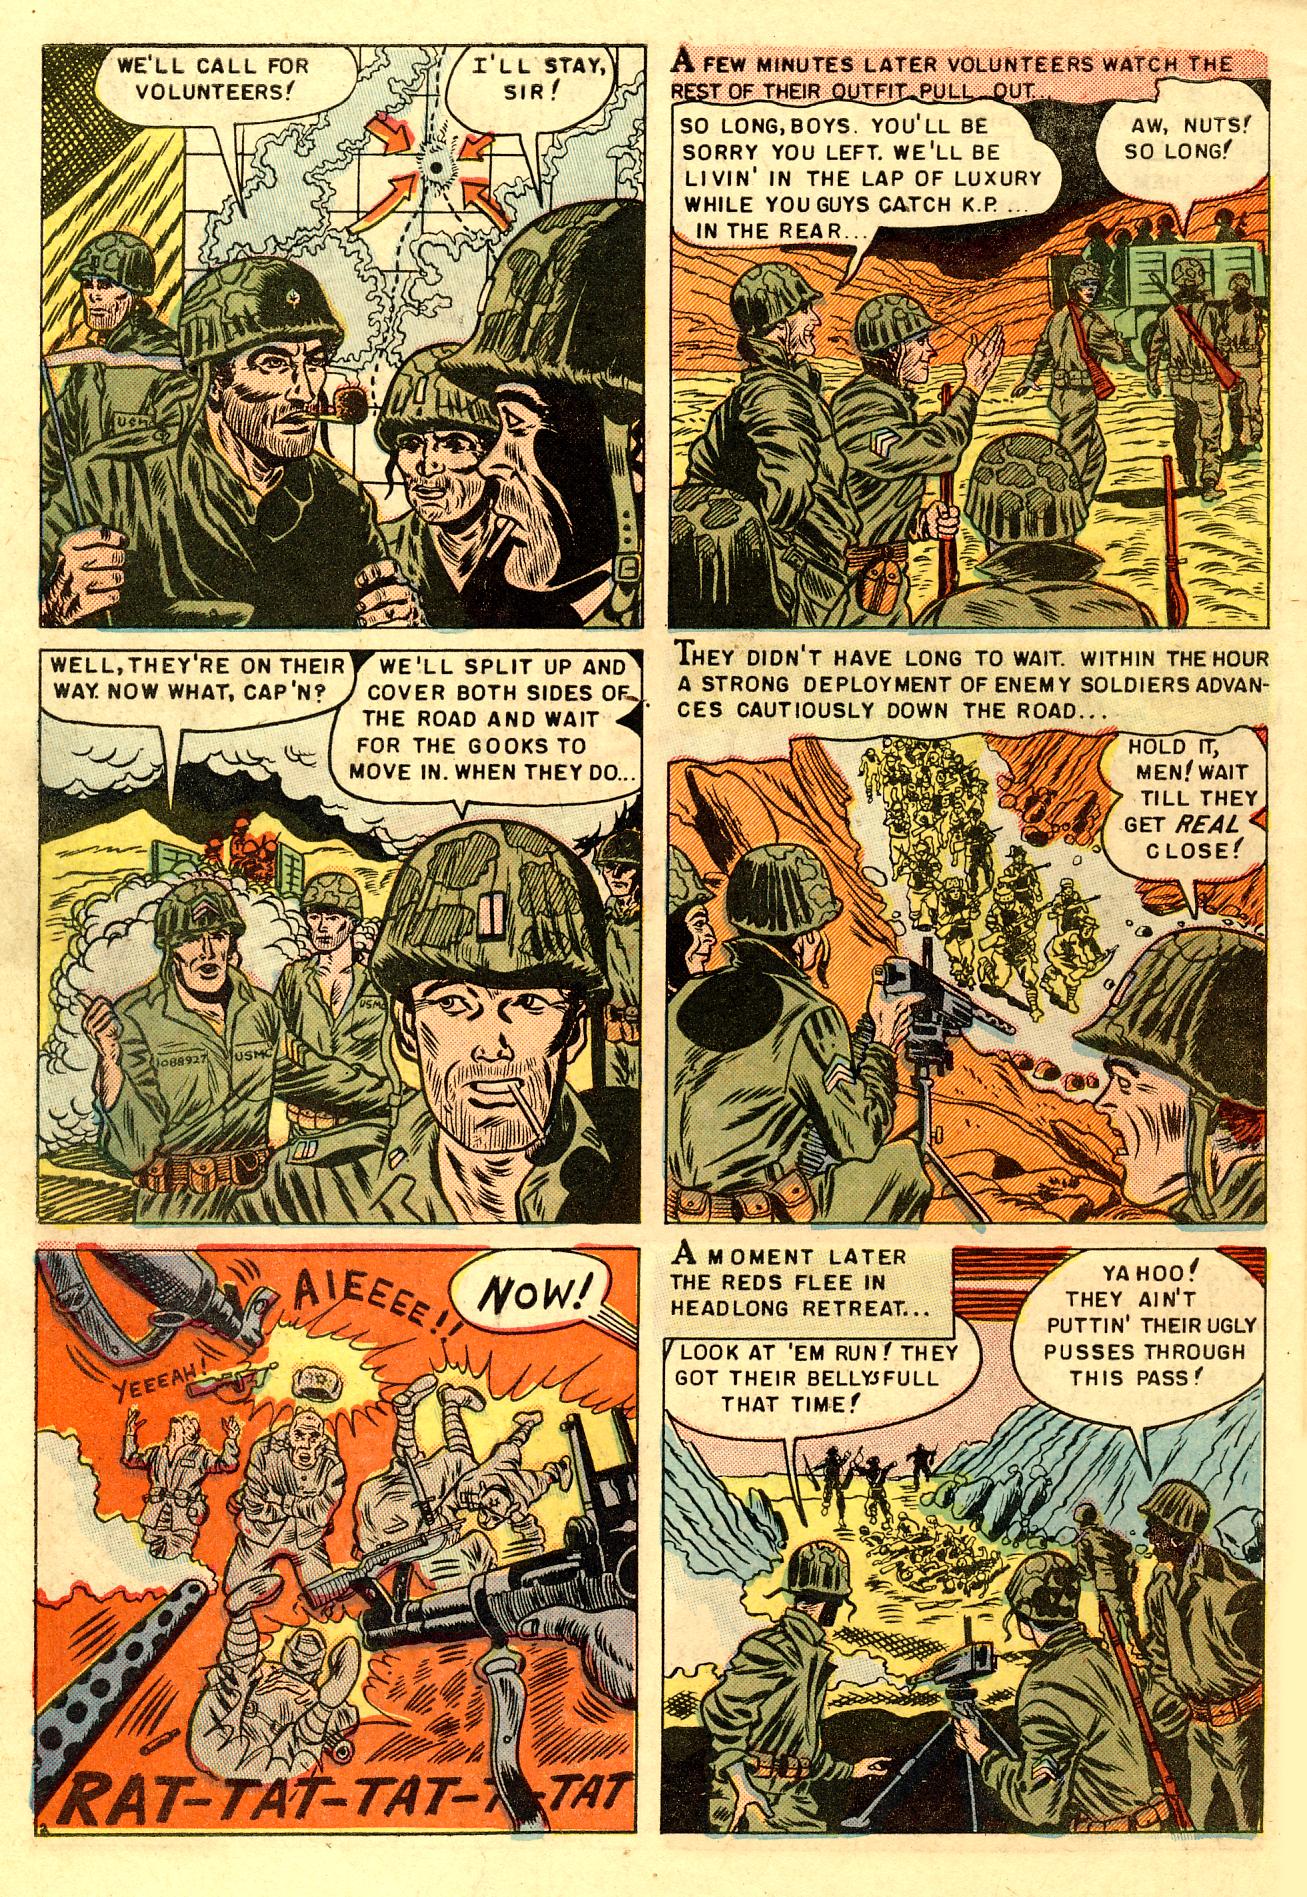 WE'LL CALL FOR
VOLUNTEERS!
I'LL STAY,
SIR!
USMC
A FEW MINUTES LATER VOLUNTEERS WATCH THE
REST OF THEIR OUTFIT PULL OUT...
SO LONG, BOYS. YOU'LL BE
SORRY YOU LEFT. WE'LL BE
LIVIN' IN THE LAP OF LUXURY
WHILE YOU GUYS CATCH K.P. ...
IN THE REAR...
AW, NUTS!
SO LONG!
WELL, THEY'RE ON THEIR
WAY. NOW WHAT, CAP'N?
WE'LL SPLIT UP AND
COVER BOTH SIDES OF
THE ROAD AND WAIT
FOR THE GOOKS TO
MOVE IN. WHEN THEY DO...
1088927 USMC
USMC
THEY DIDN'T HAVE LONG TO WAIT. WITHIN THE HOUR
A STRONG DEPLOYMENT OF ENEMY SOLDIERS ADVAN-
CES CAUTIOUSLY DOWN THE ROAD...
HOLD IT,
MEN! WAIT
TILL THEY
GET REAL
CLOSE!
AIEEEE!!
NOW!
YEEEAH!
RAT-TAT-TAT-T-TAT
2
A MOMENT LATER
THE REDS FLEE IN
HEADLONG RETREAT...
LOOK AT 'EM RUN! THEY
GOT THEIR BELLYSFULL
THAT TIME!
YAHOO!
THEY AIN'T
PUTTIN' THEIR UGLY
PUSSES THROUGH
THIS PASS!